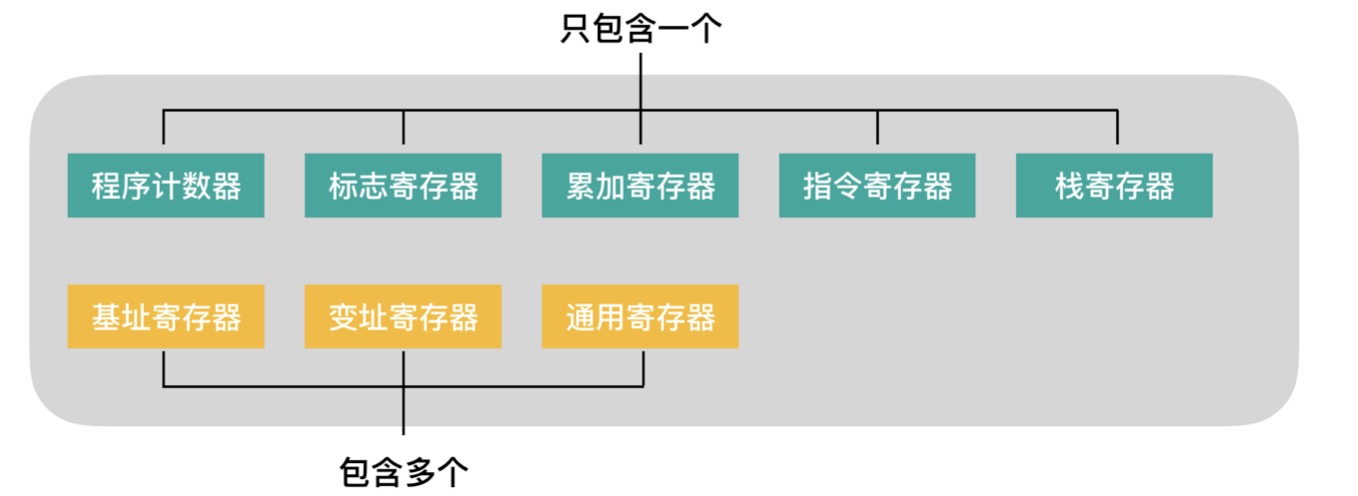 只包含一个
程序计数器 标志寄存器 累加寄存器 指令寄存器 栈寄存器
基址寄存器 变址寄存器 通用寄存器
包含多个